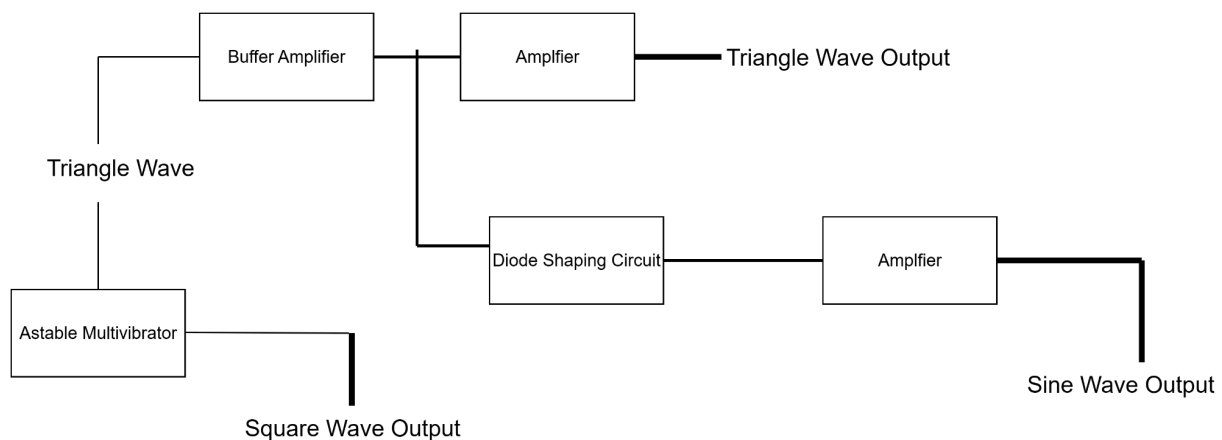 Buffer Amplifier
Amplfier
Triangle Wave Output
Triangle Wave
Diode Shaping Circuit
Amplfier
Astable Multivibrator
Sine Wave Output
Square Wave Output